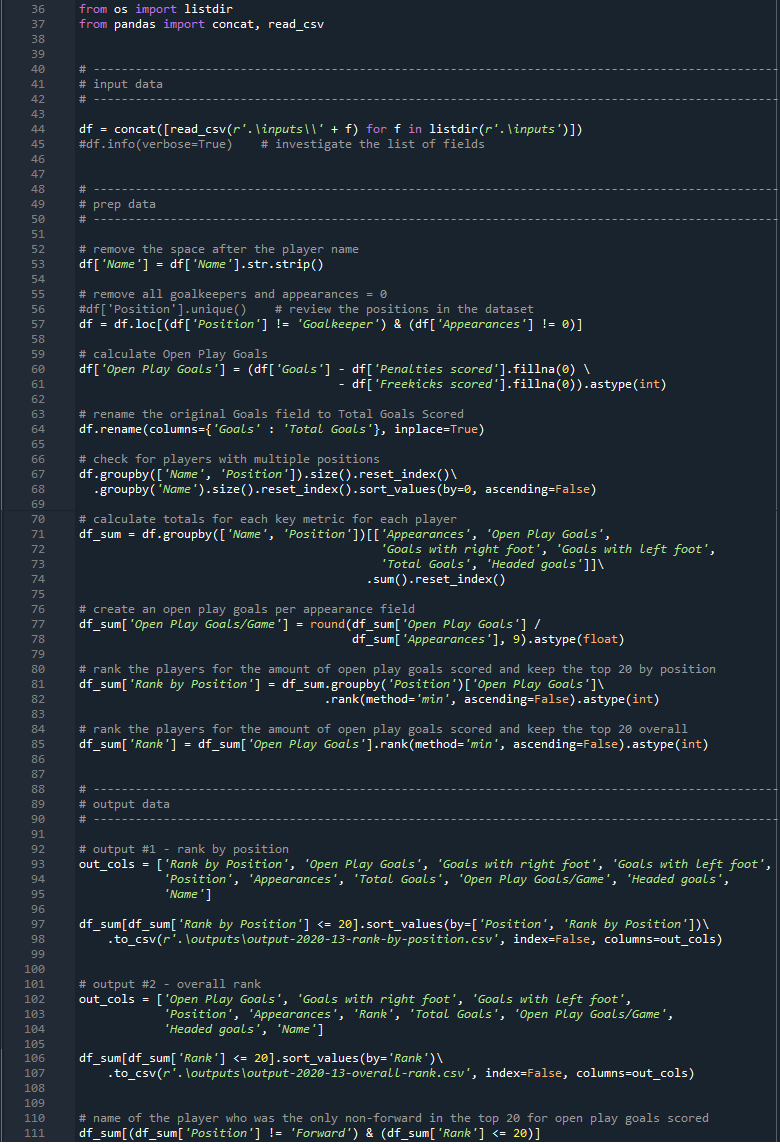 36 from os import listdir
37 from pandas import concat, read_csv
38
39
40 # --------------------------------------------------------------------------------------------------
41 # input data
42 # --------------------------------------------------------------------------------------------------
43
44 df = concat([read_csv(r'.\inputs\\' + f) for f in listdir(r'.\inputs')])
45 #df.info(verbose=True)    # investigate the list of fields
46
47
48 # --------------------------------------------------------------------------------------------------
49 # prep data
50 # --------------------------------------------------------------------------------------------------
51
52 # remove the space after the player name
53 df['Name'] = df['Name'].str.strip()
54
55 # remove all goalkeepers and appearances = 0
56 #df['Position'].unique()    # review the positions in the dataset
57 df = df.loc[(df['Position'] != 'Goalkeeper') & (df['Appearances'] != 0)]
58
59 # calculate Open Play Goals
60 df['Open Play Goals'] = (df['Goals'] - df['Penalties scored'].fillna(0) \
61                                      - df['Freekicks scored'].fillna(0)).astype(int)
62
63 # rename the original Goals field to Total Goals Scored
64 df.rename(columns={'Goals' : 'Total Goals'}, inplace=True)
65
66 # check for players with multiple positions
67 df.groupby(['Name', 'Position']).size().reset_index()\
68   .groupby('Name').size().reset_index().sort_values(by=0, ascending=False)
69
70 # calculate totals for each key metric for each player
71 df_sum = df.groupby(['Name', 'Position'])[['Appearances', 'Open Play Goals',
72                                            'Goals with right foot', 'Goals with left foot',
73                                            'Total Goals', 'Headed goals']]\
74                                          .sum().reset_index()
75
76 # create an open play goals per appearance field
77 df_sum['Open Play Goals/Game'] = round(df_sum['Open Play Goals'] /
78                                        df_sum['Appearances'], 9).astype(float)
79
80 # rank the players for the amount of open play goals scored and keep the top 20 by position
81 df_sum['Rank by Position'] = df_sum.groupby('Position')['Open Play Goals']\
82                                    .rank(method='min', ascending=False).astype(int)
83
84 # rank the players for the amount of open play goals scored and keep the top 20 overall
85 df_sum['Rank'] = df_sum['Open Play Goals'].rank(method='min', ascending=False).astype(int)
86
87
88 # --------------------------------------------------------------------------------------------------
89 # output data
90 # --------------------------------------------------------------------------------------------------
91
92 # output #1 - rank by position
93 out_cols = ['Rank by Position', 'Open Play Goals', 'Goals with right foot', 'Goals with left foot',
94             'Position', 'Appearances', 'Total Goals', 'Open Play Goals/Game', 'Headed goals',
95             'Name']
96
97 df_sum[df_sum['Rank by Position'] <= 20].sort_values(by=['Position', 'Rank by Position'])\
98     .to_csv(r'.\outputs\output-2020-13-rank-by-position.csv', index=False, columns=out_cols)
99
100
101 # output #2 - overall rank
102 out_cols = ['Open Play Goals', 'Goals with right foot', 'Goals with left foot',
103             'Position', 'Appearances', 'Rank', 'Total Goals', 'Open Play Goals/Game',
104             'Headed goals', 'Name']
105
106 df_sum[df_sum['Rank'] <= 20].sort_values(by='Rank')\
107     .to_csv(r'.\outputs\output-2020-13-overall-rank.csv', index=False, columns=out_cols)
108
109
110 # name of the player who was the only non-forward in the top 20 for open play goals scored
111 df_sum[(df_sum['Position'] != 'Forward') & (df_sum['Rank'] <= 20)]